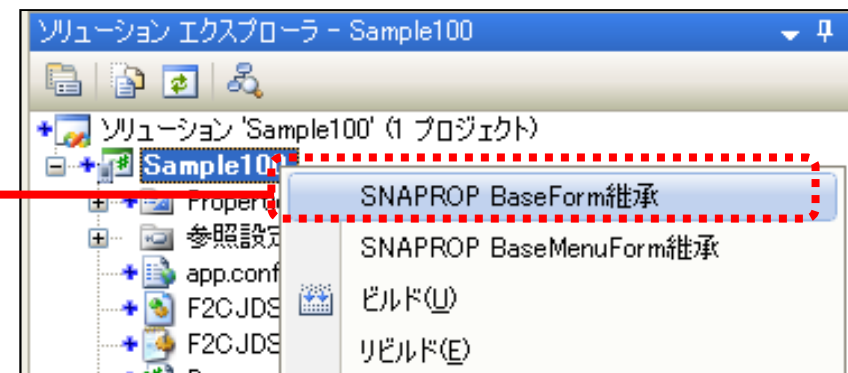 ソリューション エクスプローラ - Sample100
ソリューション 'Sample100' (1 プロジェクト)
Sample100
SNAPROP BaseForm継承
参照設定
SNAPROP BaseMenuForm継承
app.conf
ビルド(U)
F2CJDS
F2CJDS
リビルド(E)